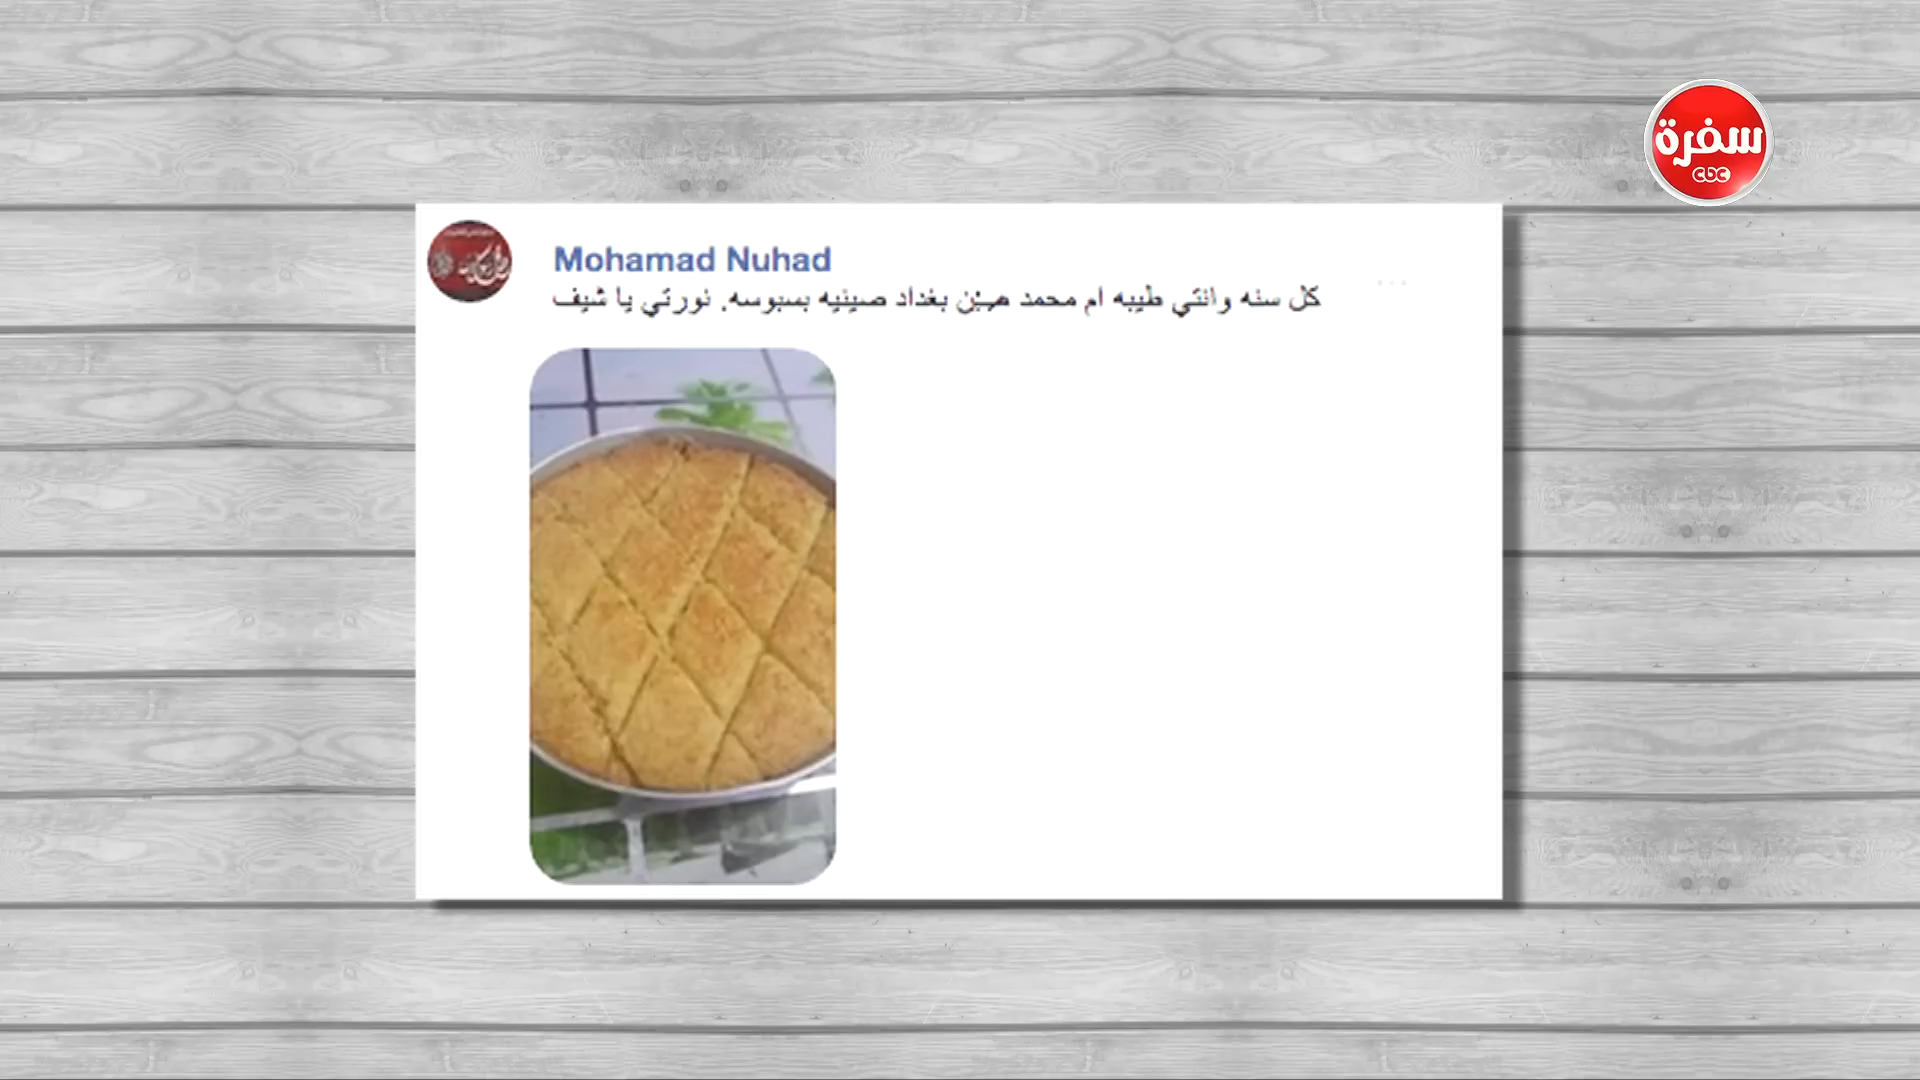 سفرة
cbc
Mohamad Nuhad
كل سنه وانتي طيبه ام محمد من بغداد صينيه بسبوسه. نورتي يا شيف